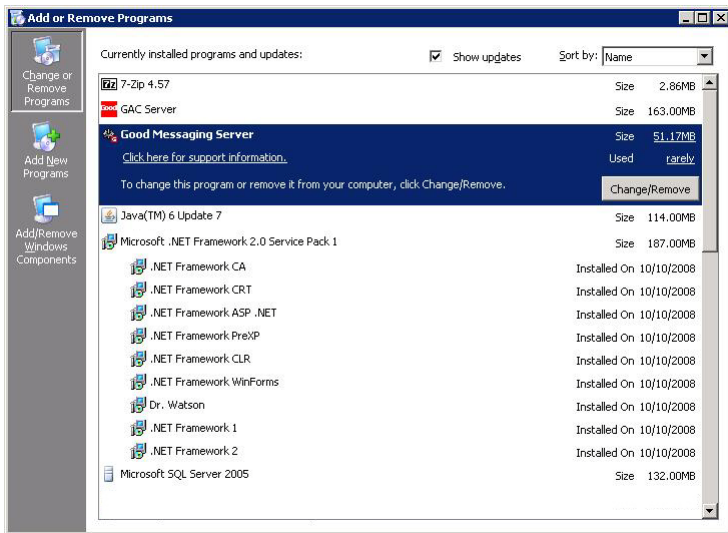 Add or Remove Programs
Change or
Remove
Programs
Add New
Programs
Add/Remove
Windows
Components
Currently installed programs and updates:
Show updates
Sort by: Name
7-Zip 4.57 Size 2.86MB
Good GAC Server Size 163.00MB
Good Messaging Server Size 51.17MB
Click here for support information. Used rarely
To change this program or remove it from your computer, click Change/Remove. Change/Remove
Java(TM) 6 Update 7 Size 114.00MB
Microsoft .NET Framework 2.0 Service Pack 1 Size 187.00MB
.NET Framework CA Installed On 10/10/2008
.NET Framework CRT Installed On 10/10/2008
.NET Framework ASP .NET Installed On 10/10/2008
.NET Framework PreXP Installed On 10/10/2008
.NET Framework CLR Installed On 10/10/2008
.NET Framework WinForms Installed On 10/10/2008
Dr. Watson Installed On 10/10/2008
.NET Framework 1 Installed On 10/10/2008
.NET Framework 2 Installed On 10/10/2008
Microsoft SQL Server 2005 Size 132.00MB